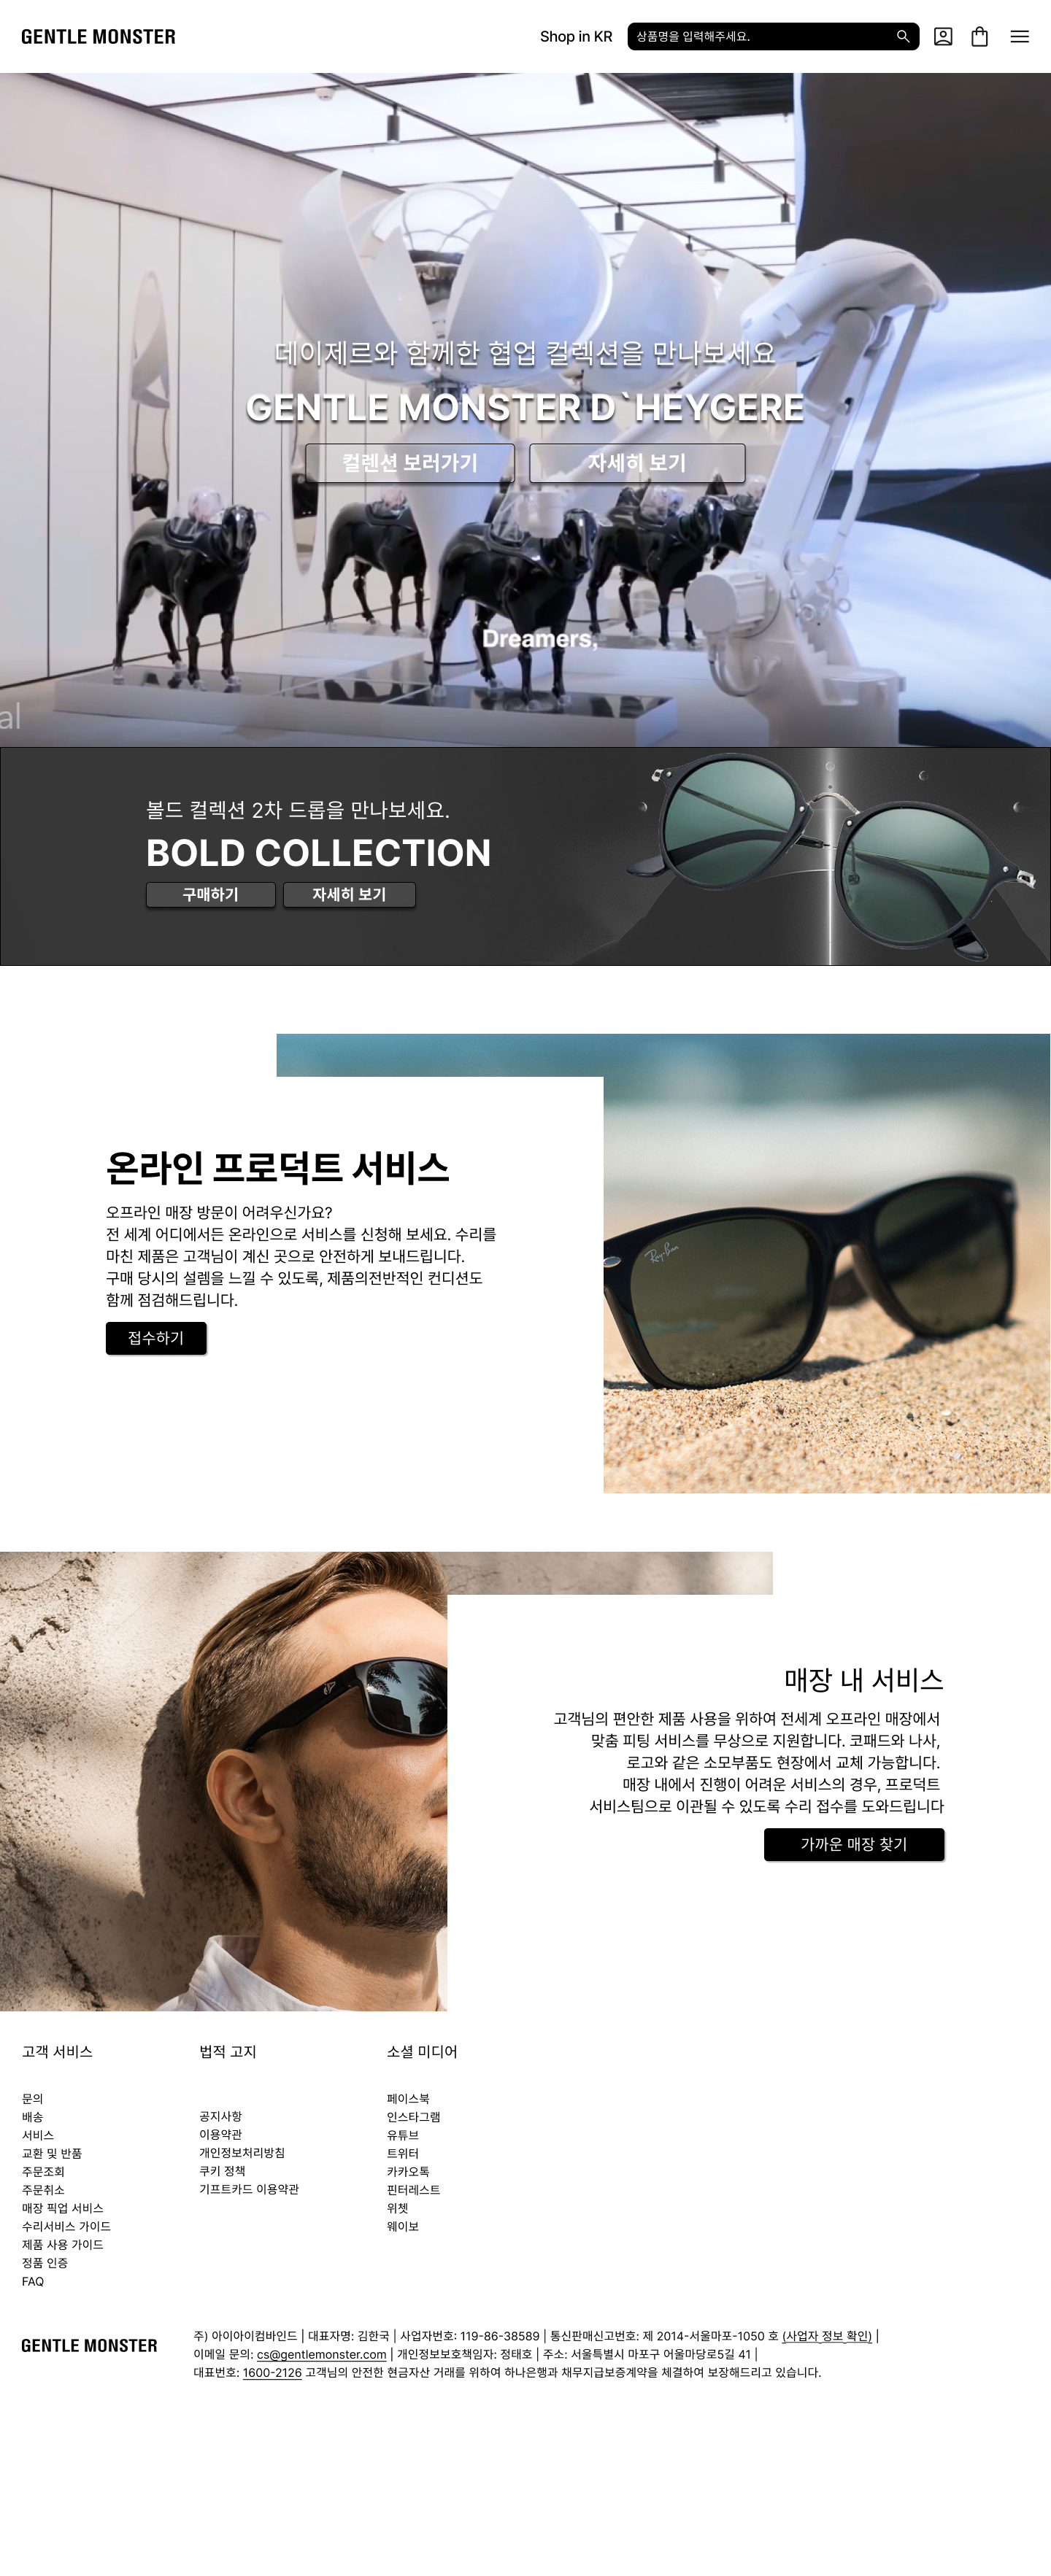 GENTLE MONSTER
Shop in KR
상품명을 입력해주세요.
데이제르와 함께한 협업 컬렉션을 만나보세요
GENTLE MONSTER D`HEYGERE
컬렌션 보러가기
자세히 보기
Dreamers,
al
볼드 컬렉션 2차 드롭을 만나보세요.
BOLD COLLECTION
구매하기
자세히 보기
온라인 프로덕트 서비스
오프라인 매장 방문이 어려우신가요?
전 세계 어디에서든 온라인으로 서비스를 신청해 보세요. 수리를
마친 제품은 고객님이 계신 곳으로 안전하게 보내드립니다.
구매 당시의 설렘을 느낄 수 있도록, 제품의전반적인 컨디션도
함께 점검해드립니다.
접수하기
Ray-Ban
매장 내 서비스
고객님의 편안한 제품 사용을 위하여 전세계 오프라인 매장에서
맞춤 피팅 서비스를 무상으로 지원합니다. 코패드와 나사,
로고와 같은 소모부품도 현장에서 교체 가능합니다.
매장 내에서 진행이 어려운 서비스의 경우, 프로덕트
서비스팀으로 이관될 수 있도록 수리 접수를 도와드립니다
가까운 매장 찾기
고객 서비스
문의
배송
서비스
교환 및 반품
주문조회
주문취소
매장 픽업 서비스
수리서비스 가이드
제품 사용 가이드
정품 인증
FAQ
법적 고지
공지사항
이용약관
개인정보처리방침
쿠키 정책
기프트카드 이용약관
소셜 미디어
페이스북
인스타그램
유튜브
트위터
카카오톡
핀터레스트
위쳇
웨이보
GENTLE MONSTER
주) 아이아이컴바인드 | 대표자명: 김한국 | 사업자번호: 119-86-38589 | 통신판매신고번호: 제 2014-서울마포-1050 호 (사업자 정보 확인) |
이메일 문의: cs@gentlemonster.com | 개인정보보호책임자: 정태호 | 주소: 서울특별시 마포구 어울마당로5길 41 |
대표번호: 1600-2126 고객님의 안전한 현금자산 거래를 위하여 하나은행과 채무지급보증계약을 체결하여 보장해드리고 있습니다.